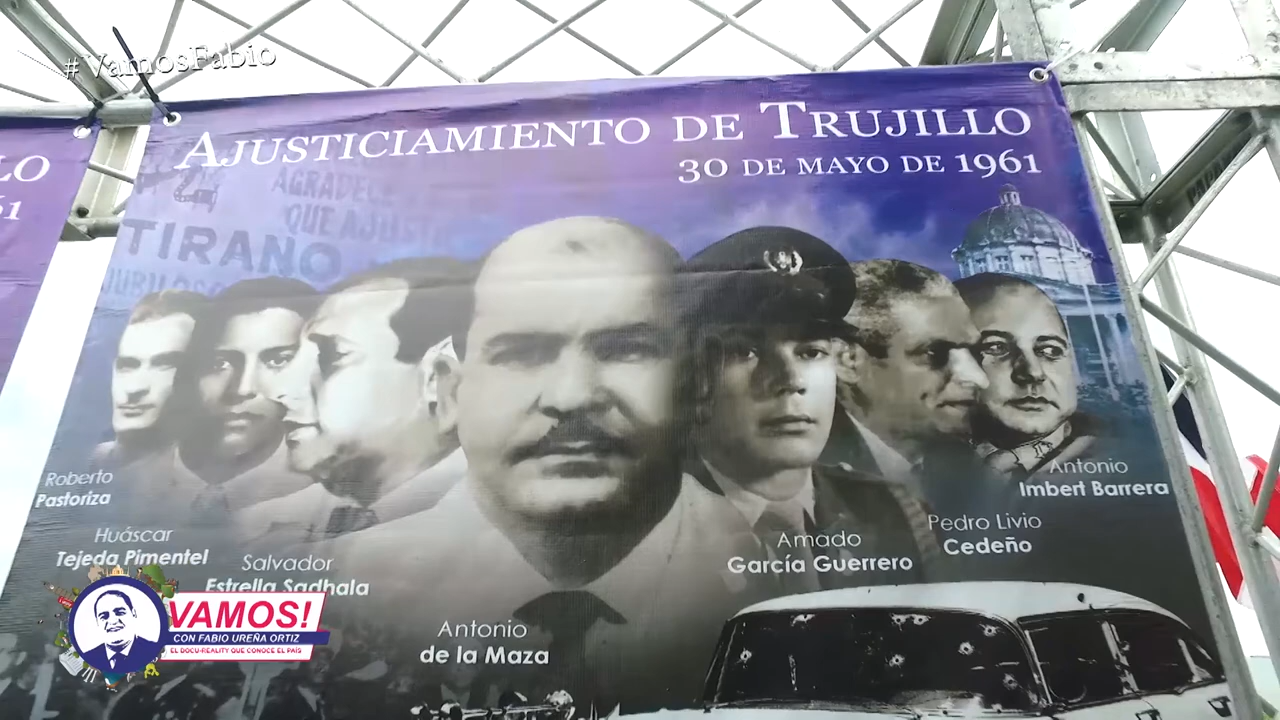 #VamosFabio
AJUSTICIAMIENTO DE TRUJILLO
30 DE MAYO DE 1961
LO
61
AGRADECE
QUE AJUSTI
TIRANO
Roberto
Pastoriza
Huáscar
Tejeda Pimentel
Salvador
Estrella Sadhala
Antonio
de la Maza
Amado
García Guerrero
Pedro Livio
Cedeño
Antonio
Imbert Barrera
VAMOS!
CON FABIO UREÑA ORTIZ
EL DOCU-REALITY QUE CONOCE EL PAÍS